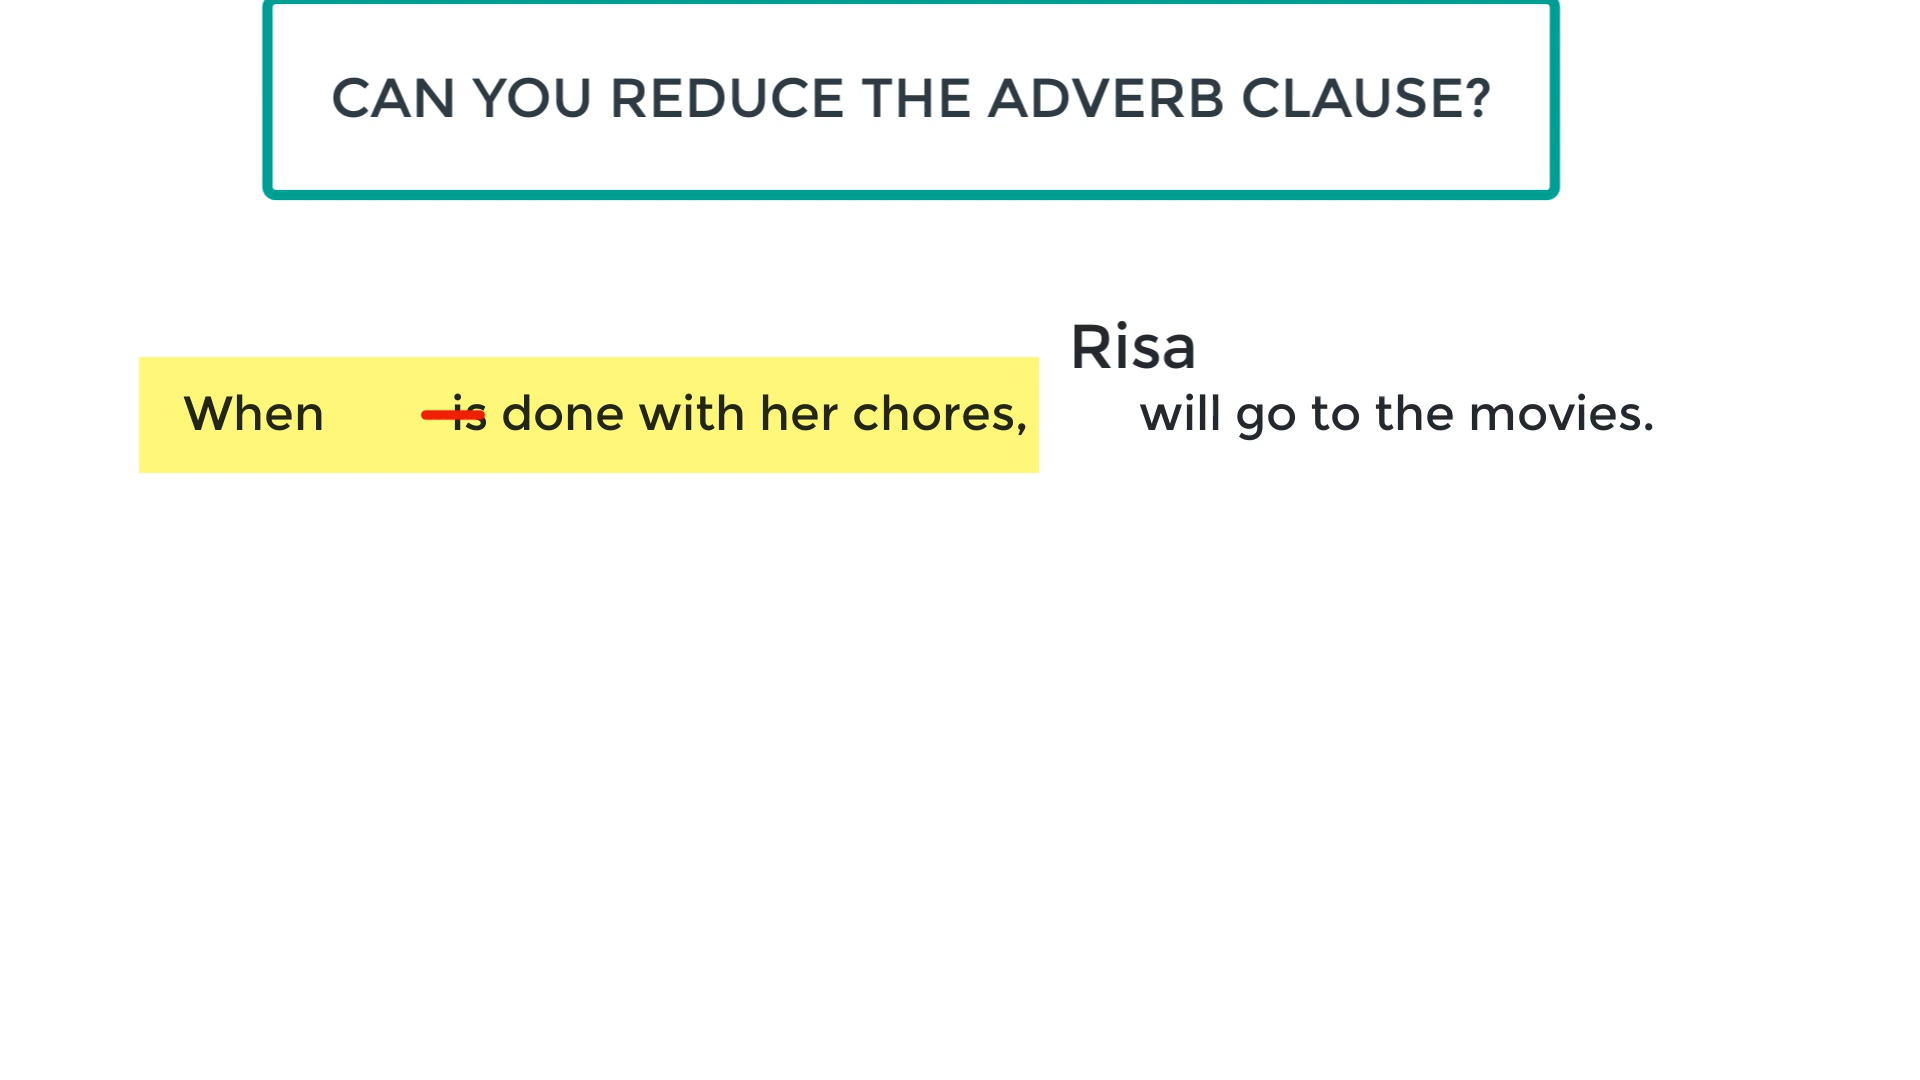 CAN YOU REDUCE THE ADVERB CLAUSE?
Risa
When is done with her chores, will go to the movies.